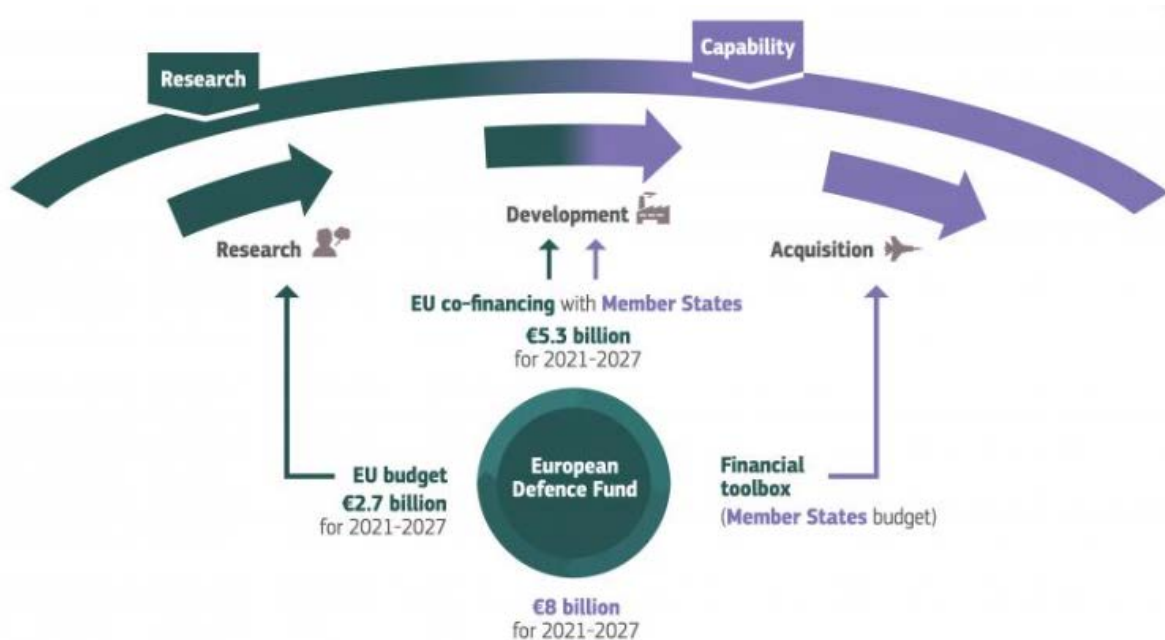 Research
Capability
Research
Development
Acquisition
EU co-financing with Member States
€5.3 billion
for 2021-2027
EU budget
€2.7 billion
for 2021-2027
European
Defence Fund
Financial
toolbox
(Member States budget)
€8 billion
for 2021-2027